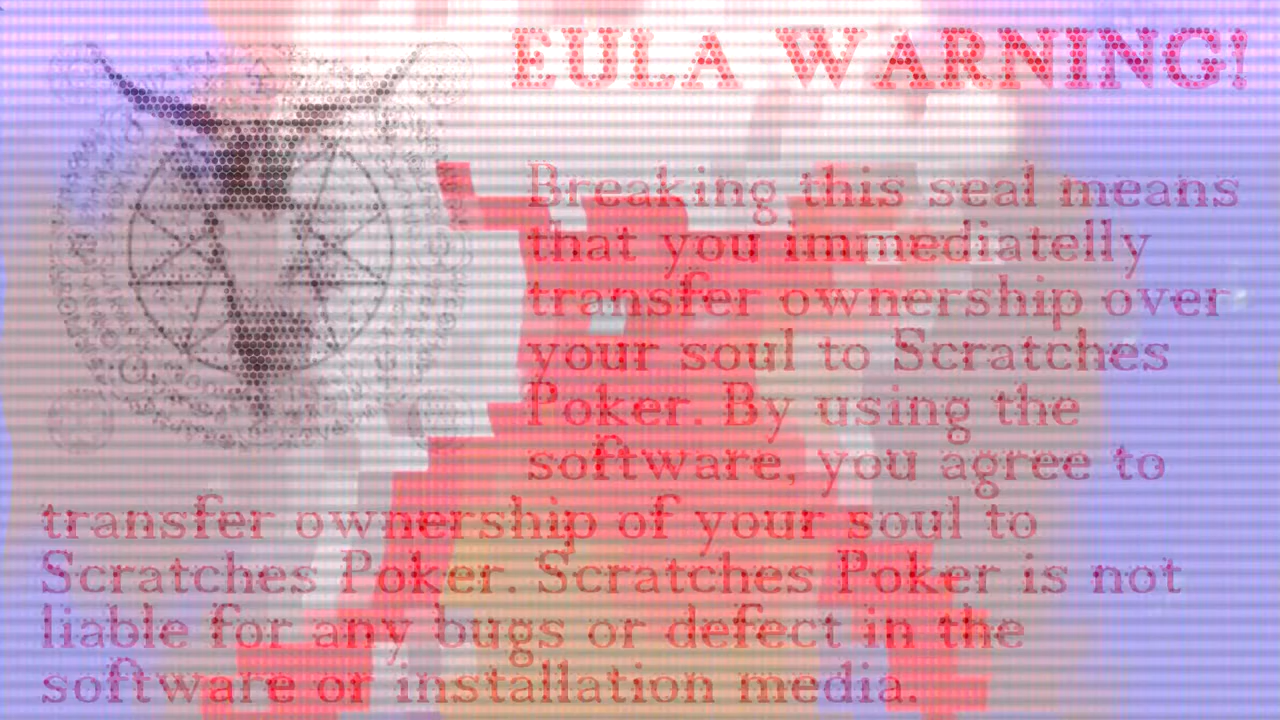 EULA WARNING!
Breaking this seal means
that you immediatelly
transfer ownership over
your soul to Scratches
Poker. By using the
software, you agree to
transfer ownership of your soul to
Scratches Poker. Scratches Poker is not
liable for any bugs or defect in the
software or installation media.